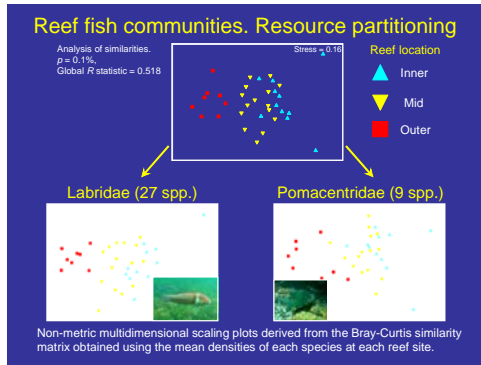 Reef fish communities. Resource partitioning
Analysis of similarities.
p = 0.1%,
Global R statistic = 0.518
Stress = 0.16
Reef location
Inner
Mid
Outer
Labridae (27 spp.)
Pomacentridae (9 spp.)
Non-metric multidimensional scaling plots derived from the Bray-Curtis similarity
matrix obtained using the mean densities of each species at each reef site.